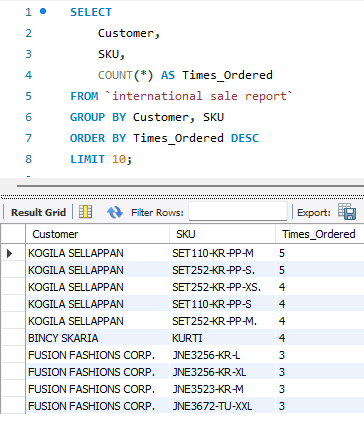 1 SELECT
2 Customer,
3 SKU,
4 COUNT(*) AS Times_Ordered
5 FROM `international sale report`
6 GROUP BY Customer, SKU
7 ORDER BY Times_Ordered DESC
8 LIMIT 10;
Result Grid Filter Rows: Export:
Customer SKU Times_Ordered
KOGILA SELLAPPAN SET110-KR-PP-M 5
KOGILA SELLAPPAN SET252-KR-PP-S. 5
KOGILA SELLAPPAN SET252-KR-PP-XS. 4
KOGILA SELLAPPAN SET110-KR-PP-S 4
KOGILA SELLAPPAN SET252-KR-PP-M. 4
BINCY SKARIA KURTI 4
FUSION FASHIONS CORP. JNE3256-KR-L 3
FUSION FASHIONS CORP. JNE3256-KR-XL 3
FUSION FASHIONS CORP. JNE3523-KR-M 3
FUSION FASHIONS CORP. JNE3672-TU-XXL 3